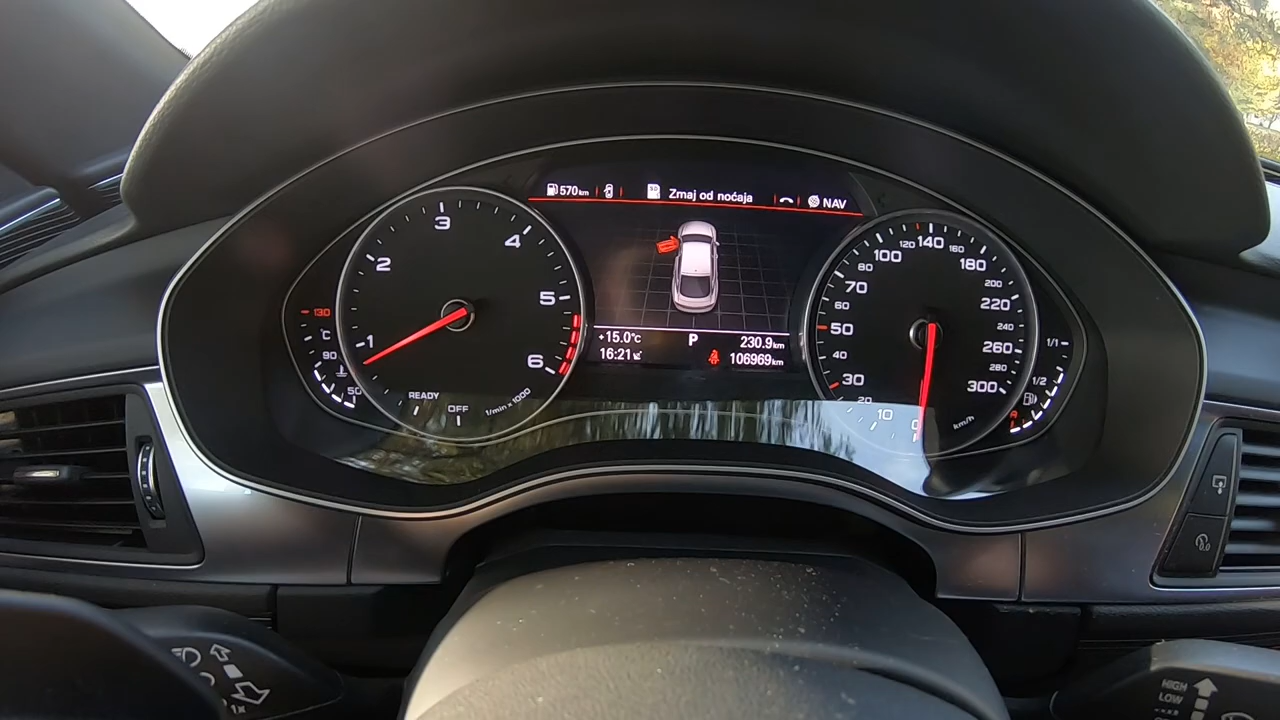 570km
Zmaj od noćaja
NAV
+15.0°C
P
230.9km
16:21
106969km
130
°C
90
50
1
2
3
4
5
6
READY
OFF
1/min x 1000
0
10
20
30
40
50
60
70
80
100
120
140
160
180
200
220
240
260
280
300
km/h
1/1
1/2
R
1x
HIGH
LOW